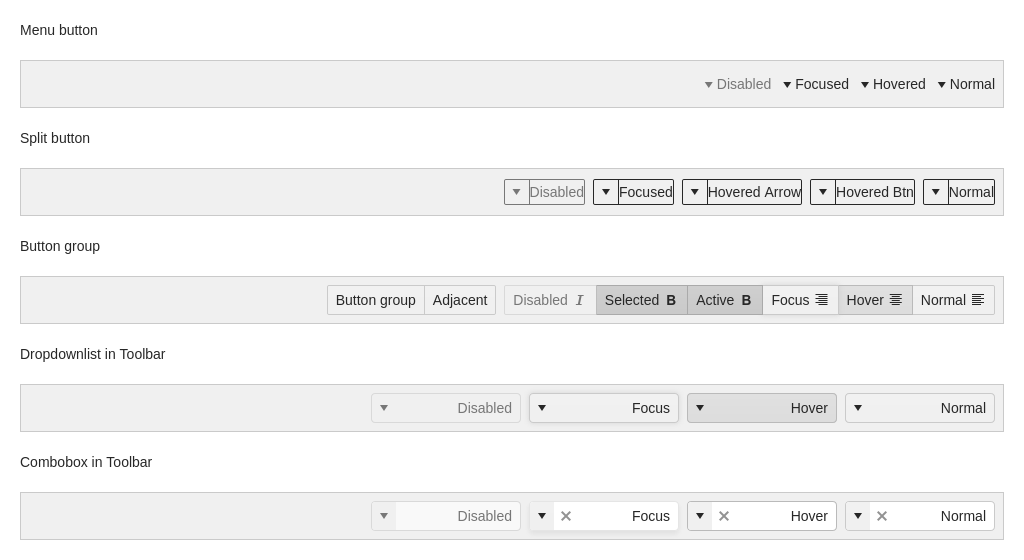 Menu button
Disabled Focused Hovered Normal
Split button
Disabled Focused Hovered Arrow Hovered Btn Normal
Button group
Button group Adjacent Disabled Selected Active Focus Hover Normal
Dropdownlist in Toolbar
Disabled Focus Hover Normal
Combobox in Toolbar
Disabled Focus Hover Normal